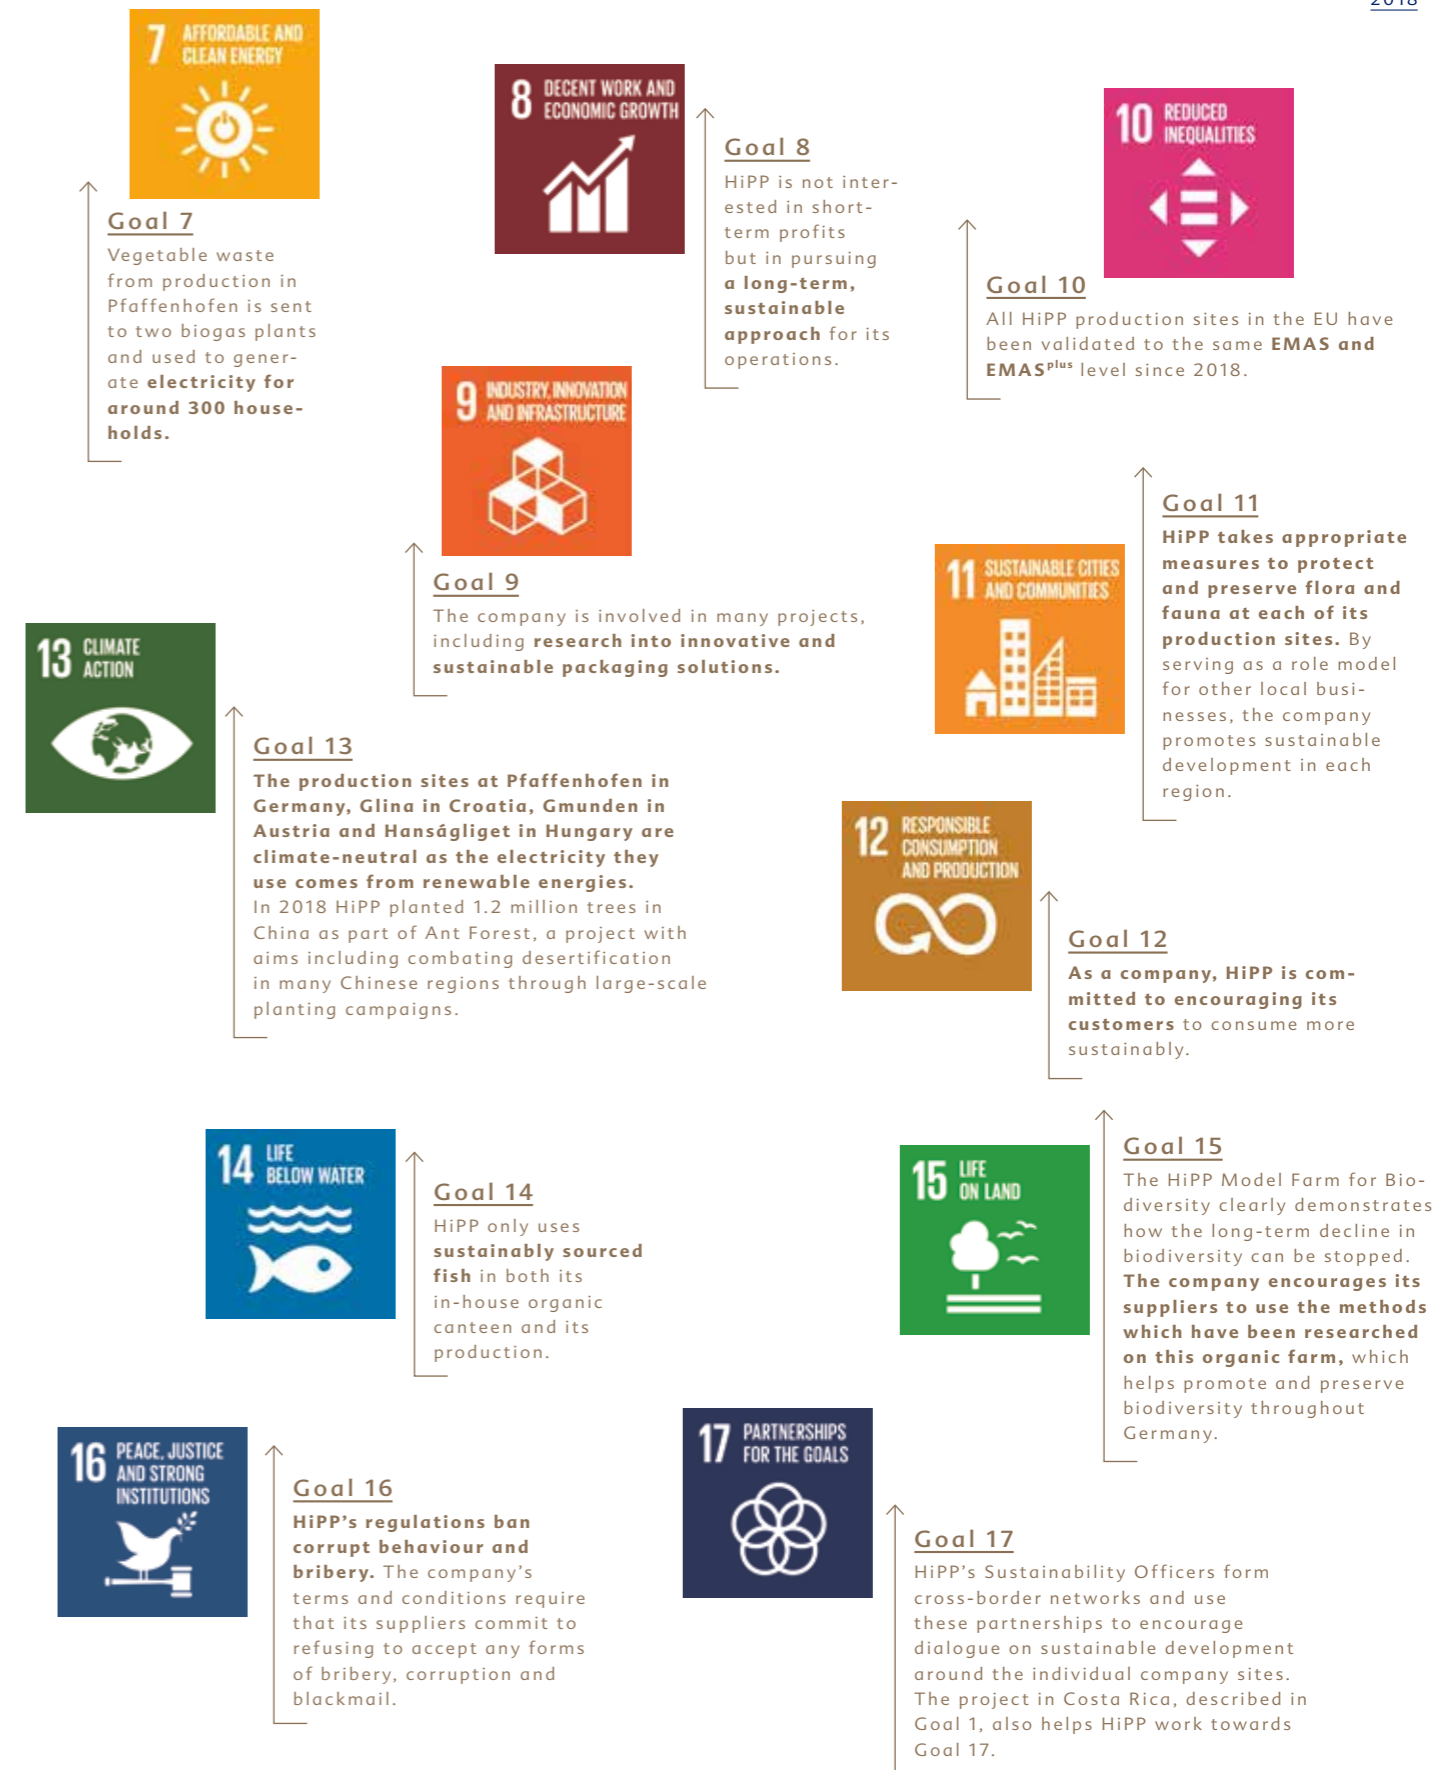 2018
7 AFFORDABLE AND
CLEAN ENERGY
Goal 7
Vegetable waste
from production in
Pfaffenhofen is sent
to two biogas plants
and used to gener-
ate electricity for
around 300 house-
holds.
8 DECENT WORK AND
ECONOMIC GROWTH
Goal 8
HiPP is not inter-
ested in short-
term profits
but in pursuing
a long-term,
sustainable
approach for its
operations.
9 INDUSTRY, INNOVATION
AND INFRASTRUCTURE
Goal 9
The company is involved in many projects,
including research into innovative and
sustainable packaging solutions.
10 REDUCED
INEQUALITIES
Goal 10
All HiPP production sites in the EU have
been validated to the same EMAS and
EMASplus level since 2018.
11 SUSTAINABLE CITIES
AND COMMUNITIES
Goal 11
HiPP takes appropriate
measures to protect
and preserve flora and
fauna at each of its
production sites. By
serving as a role model
for other local busi-
nesses, the company
promotes sustainable
development in each
region.
12 RESPONSIBLE
CONSUMPTION
AND PRODUCTION
Goal 12
As a company, HiPP is com-
mitted to encouraging its
customers to consume more
sustainably.
13 CLIMATE
ACTION
Goal 13
The production sites at Pfaffenhofen in
Germany, Glina in Croatia, Gmunden in
Austria and Hanságliget in Hungary are
climate-neutral as the electricity they
use comes from renewable energies.
In 2018 HiPP planted 1.2 million trees in
China as part of Ant Forest, a project with
aims including combating desertification
in many Chinese regions through large-scale
planting campaigns.
14 LIFE
BELOW WATER
Goal 14
HiPP only uses
sustainably sourced
fish in both its
in-house organic
canteen and its
production.
15 LIFE
ON LAND
Goal 15
The HiPP Model Farm for Bio-
diversity clearly demonstrates
how the long-term decline in
biodiversity can be stopped.
The company encourages its
suppliers to use the methods
which have been researched
on this organic farm, which
helps promote and preserve
biodiversity throughout
Germany.
16 PEACE, JUSTICE
AND STRONG
INSTITUTIONS
Goal 16
HiPP's regulations ban
corrupt behaviour and
bribery. The company's
terms and conditions require
that its suppliers commit to
refusing to accept any forms
of bribery, corruption and
blackmail.
17 PARTNERSHIPS
FOR THE GOALS
Goal 17
HiPP's Sustainability Officers form
cross-border networks and use
these partnerships to encourage
dialogue on sustainable development
around the individual company sites.
The project in Costa Rica, described in
Goal 1, also helps HiPP work towards
Goal 17.